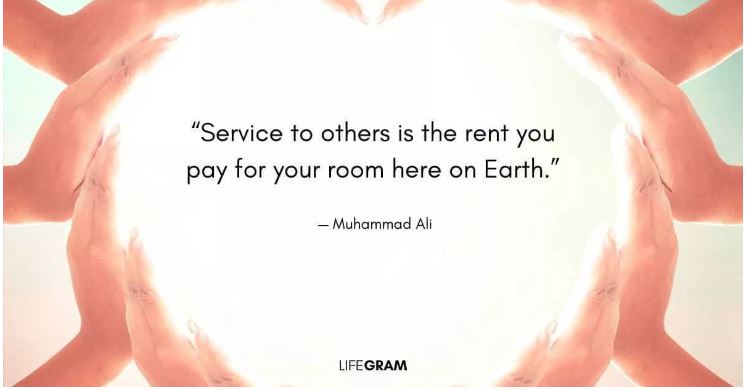 “Service to others is the rent you
pay for your room here on Earth.”
— Muhammad Ali
LIFEGRAM